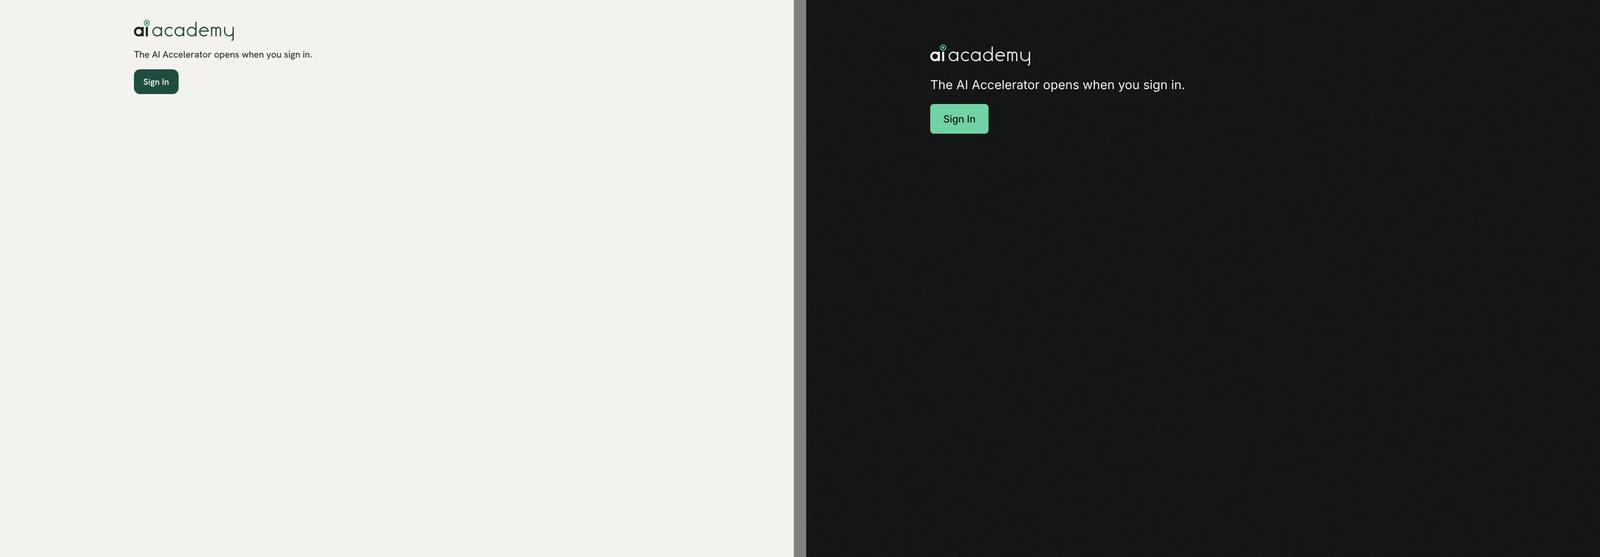 ai academy
The AI Accelerator opens when you sign in.
Sign In
ai academy
The AI Accelerator opens when you sign in.
Sign In